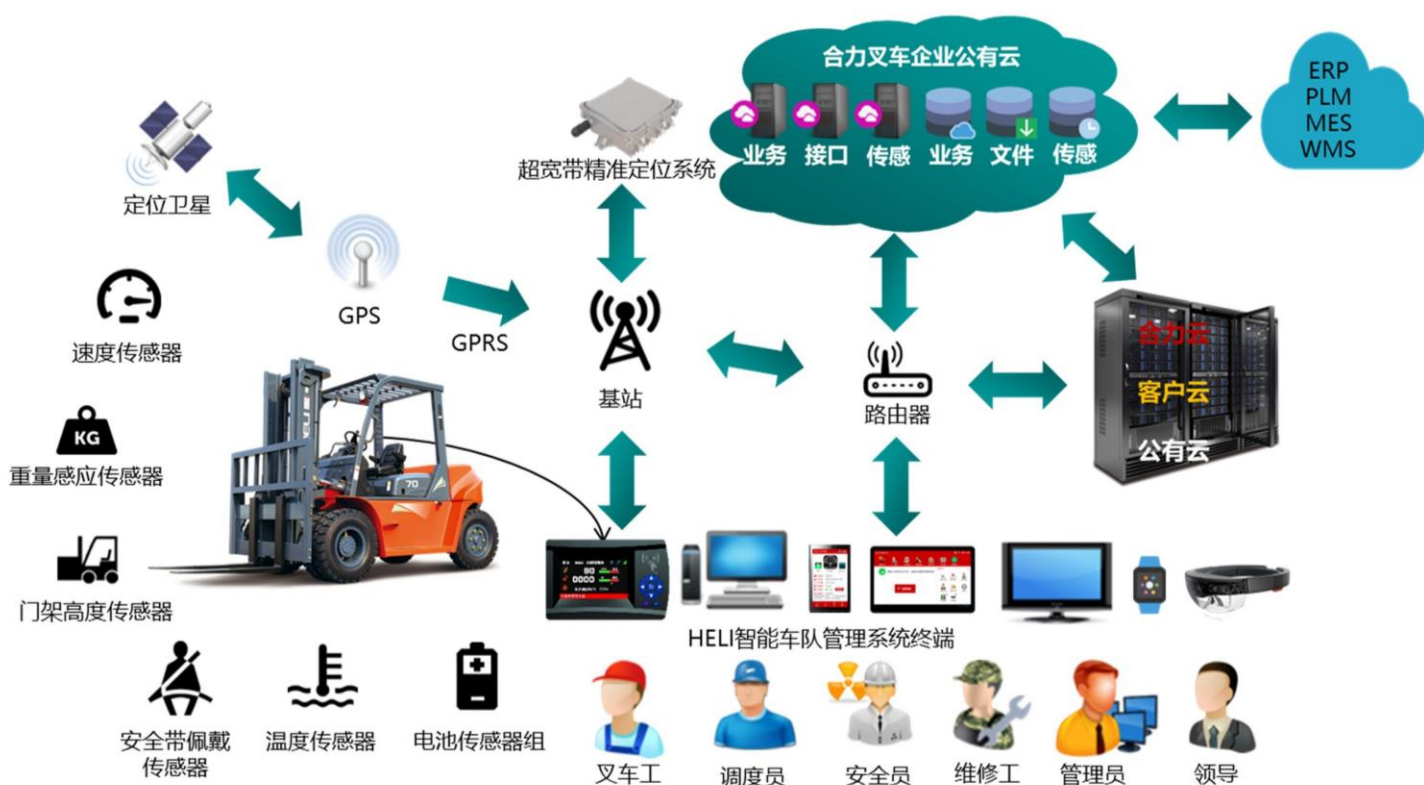 合力叉车企业公有云
业务 接口 传感 业务 文件 传感
ERP
PLM
MES
WMS
超宽带精准定位系统
定位卫星
GPS
GPRS
速度传感器
基站
路由器
合力云
客户云
公有云
KG
重量感应传感器
70
门架高度传感器
80
0000
HELI智能车队管理系统终端
安全带佩戴
传感器
温度传感器
电池传感器组
叉车工
调度员
安全员
维修工
管理员
领导